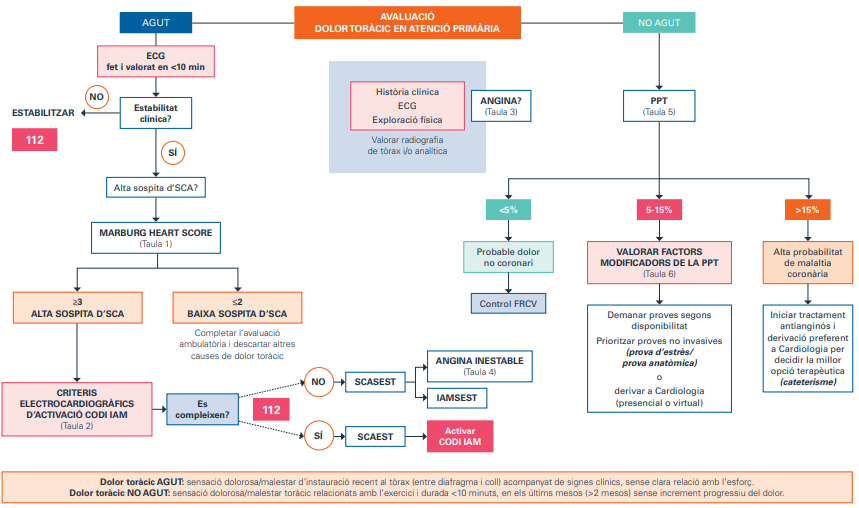 AGUT
AVALUACIÓ
DOLOR TORÀCIC EN ATENCIÓ PRIMÀRIA
NO AGUT
ECG
fet i valorat en <10 min
NO
ESTABILITZAR
Estabilitat
clínica?
112
SÍ
Alta sospita d'SCA?
MARBURG HEART SCORE
(Taula 1)
≥3
ALTA SOSPITA D'SCA
≤2
BAIXA SOSPITA D'SCA
Completar l'avaluació
ambulatòria i descartar altres
causes de dolor toràcic
CRITERIS
ELECTROCARDIOGRÀFICS
D'ACTIVACIÓ CODI IAM
(Taula 2)
Es
compleixen?
112
NO
SCASEST
ANGINA INESTABLE
(Taula 4)
IAMSEST
SÍ
SCAEST
Activar
CODI IAM
Història clínica
ECG
Exploració física
Valorar radiografia
de tòrax i/o analítica
ANGINA?
(Taula 3)
PPT
(Taula 5)
<5%
Probable dolor
no coronari
Control FRCV
5-15%
VALORAR FACTORS
MODIFICADORS DE LA PPT
(Taula 6)
Demanar proves segons
disponibilitat
Prioritzar proves no invasives
(prova d'estrès/
prova anatòmica)
o
derivar a Cardiologia
(presencial o virtual)
>15%
Alta probabilitat
de malaltia
coronària
Iniciar tractament
antianginós i
derivació preferent
a Cardiologia per
decidir la millor
opció terapèutica
(cateterisme)
Dolor toràcic AGUT: sensació dolorosa/malestar d'instauració recent al tòrax (entre diafragma i coll) acompanyat de signes clínics, sense clara relació amb l'esforç.
Dolor toràcic NO AGUT: sensació dolorosa/malestar toràcic relacionats amb l'exercici i durada <10 minuts, en els últims mesos (>2 mesos) sense increment progressiu del dolor.